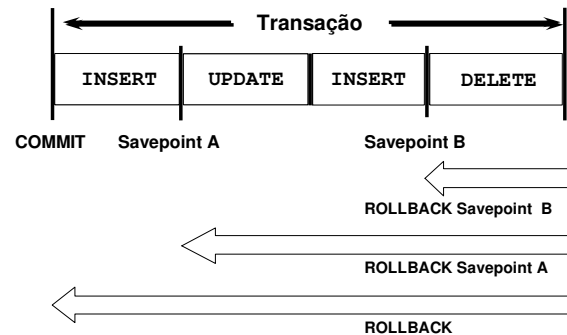 Transação
INSERT UPDATE INSERT DELETE
COMMIT Savepoint A Savepoint B
ROLLBACK Savepoint B
ROLLBACK Savepoint A
ROLLBACK